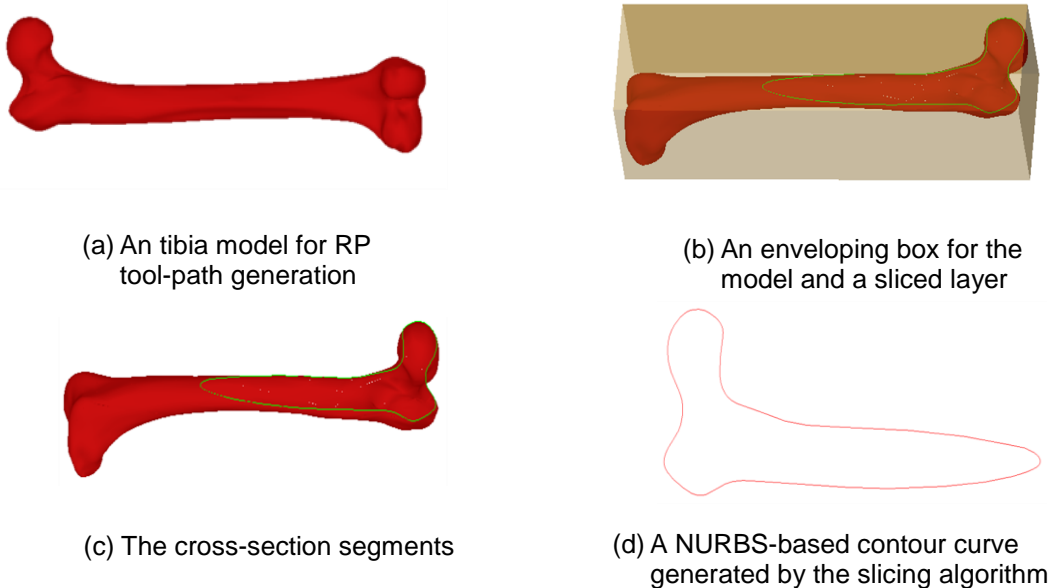 (a) An tibia model for RP
tool-path generation
(b) An enveloping box for the
model and a sliced layer
(c) The cross-section segments
(d) A NURBS-based contour curve
generated by the slicing algorithm